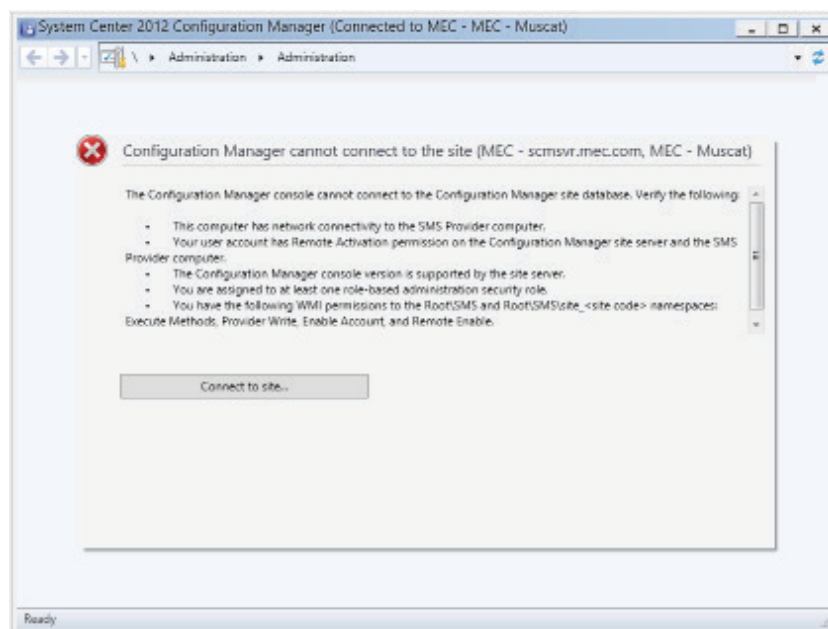 System Center 2012 Configuration Manager (Connected to MEC - MEC - Muscat)
\ ▸ Administration ▸ Administration
Configuration Manager cannot connect to the site (MEC - scmsvr.mec.com, MEC - Muscat)
The Configuration Manager console cannot connect to the Configuration Manager site database. Verify the following:
• This computer has network connectivity to the SMS Provider computer.
• Your user account has Remote Activation permission on the Configuration Manager site server and the SMS
Provider computer.
• The Configuration Manager console version is supported by the site server.
• You are assigned to at least one role-based administration security role.
• You have the following WMI permissions to the Root\SMS and Root\SMS\site_<site code> namespaces:
Execute Methods, Provider Write, Enable Account, and Remote Enable.
Connect to site...
Ready